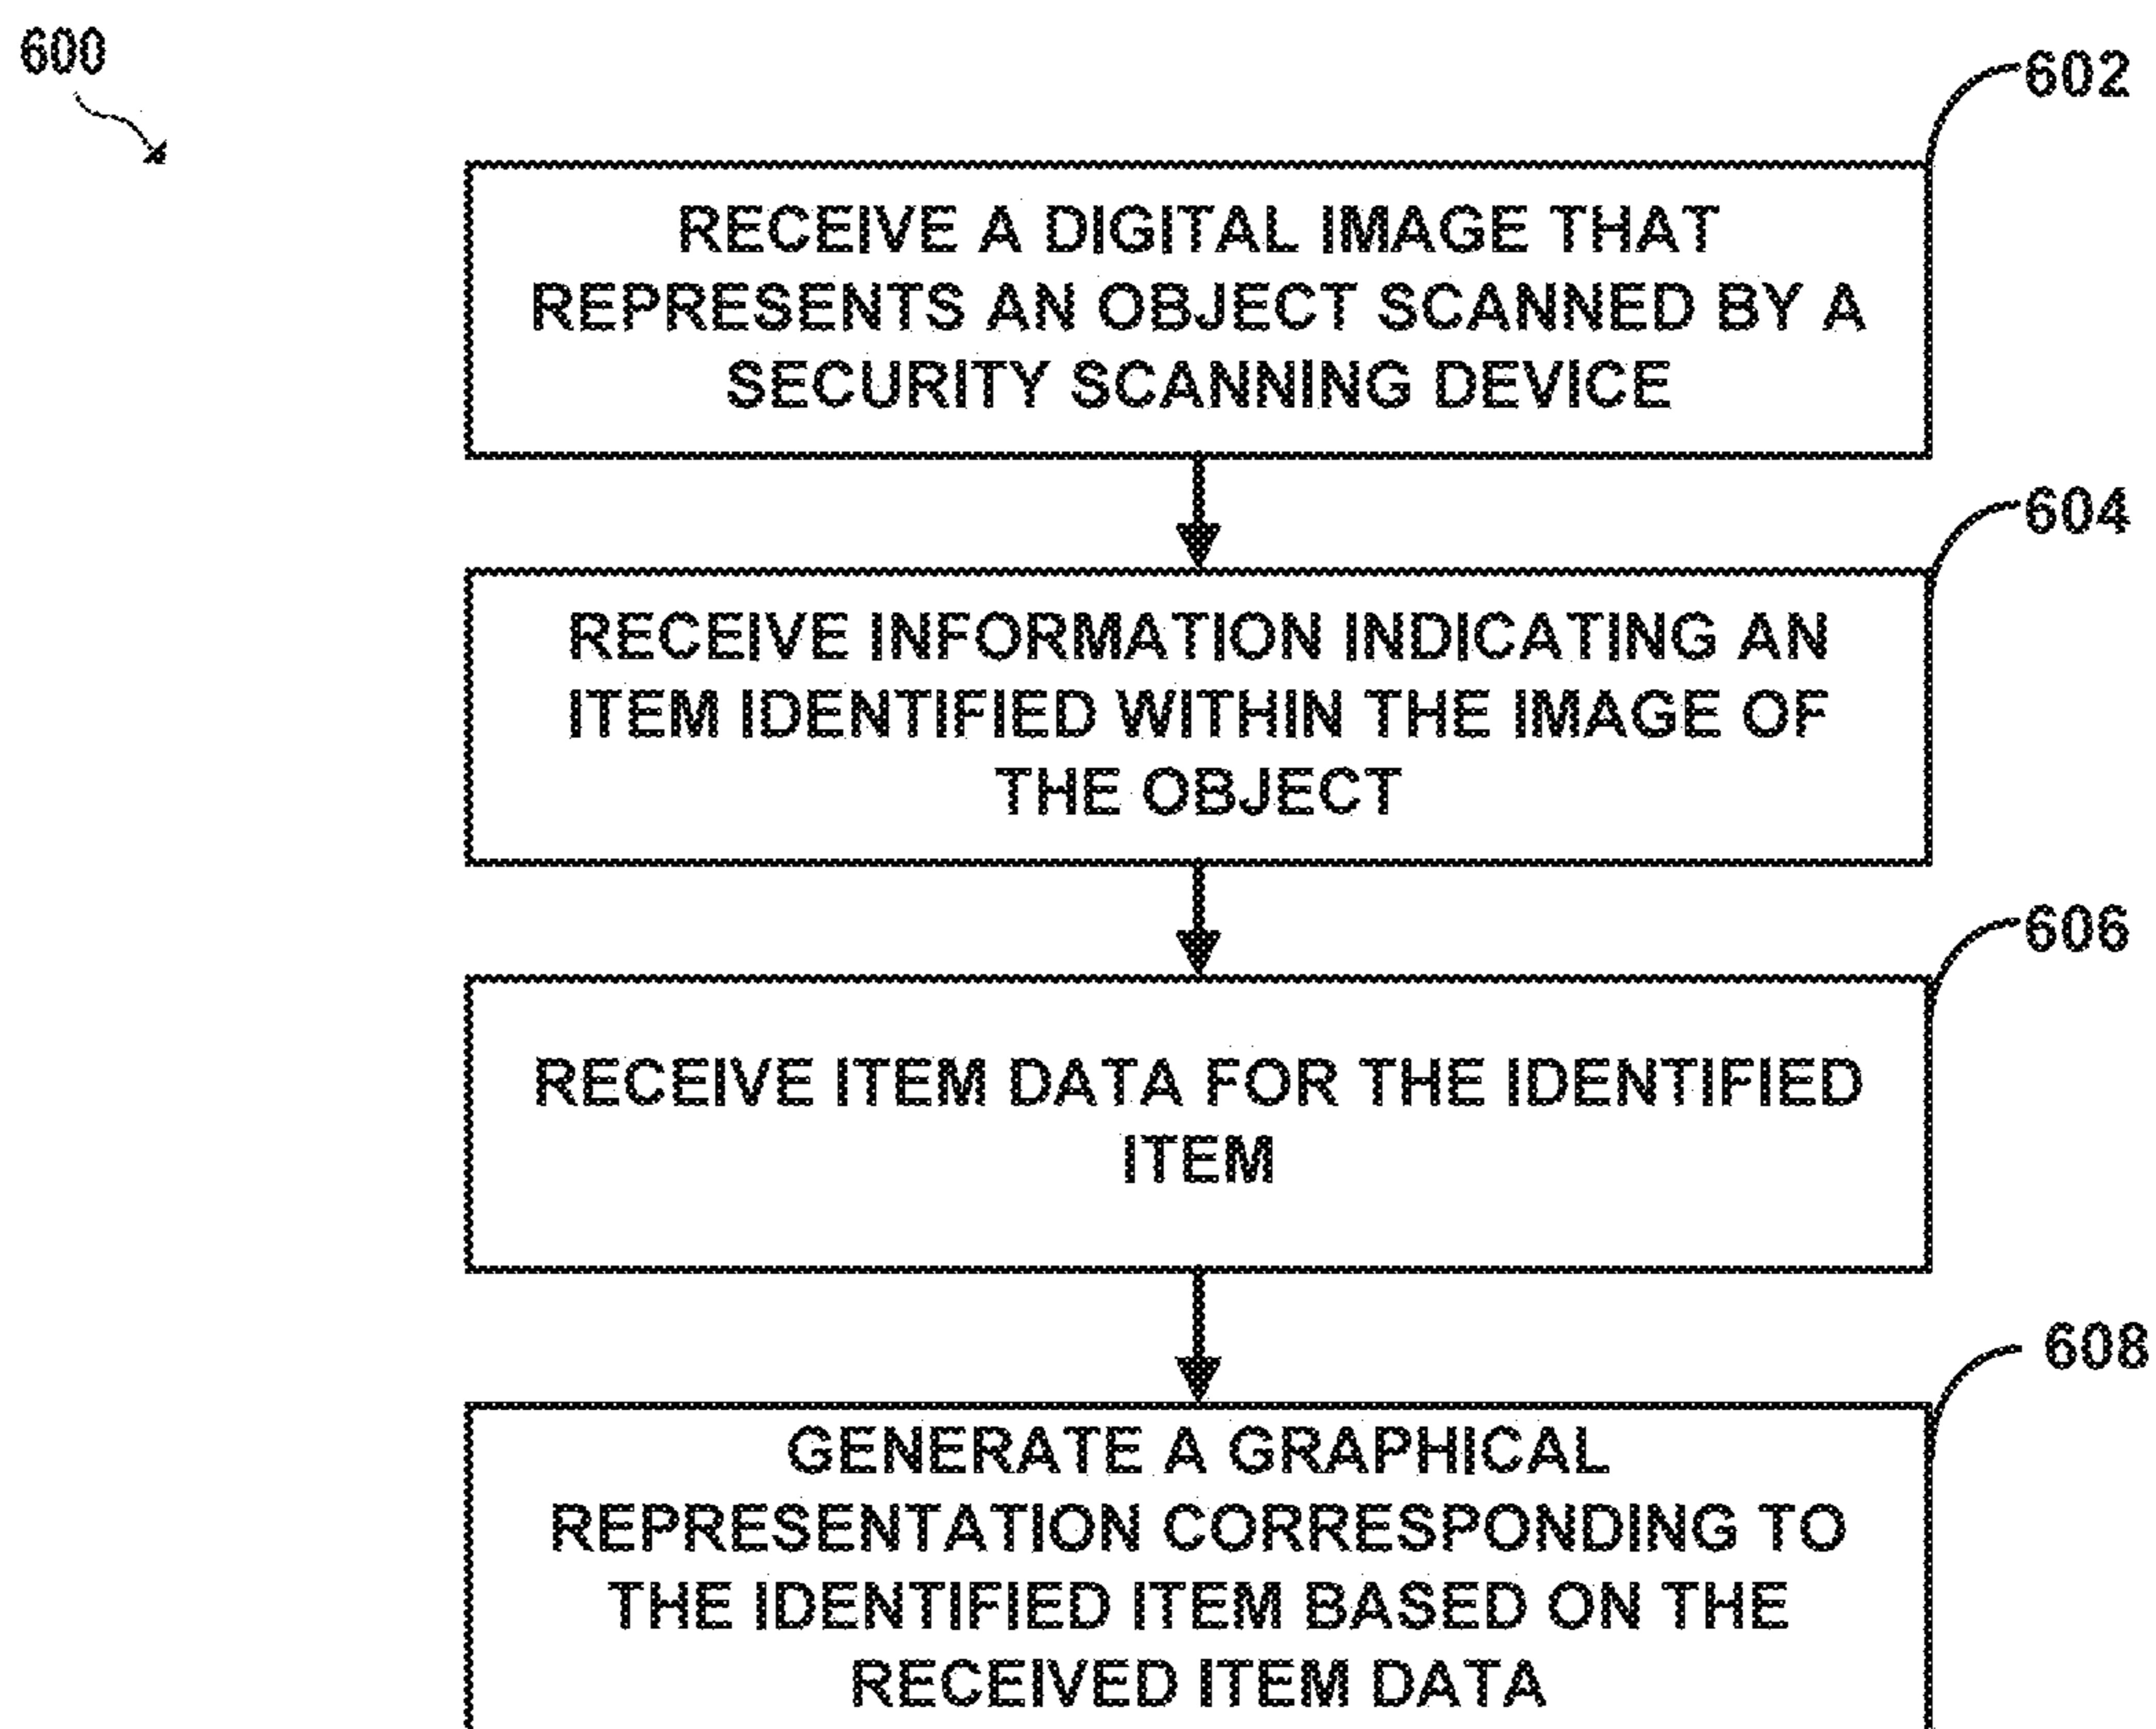 600
602
RECEIVE A DIGITAL IMAGE THAT
REPRESENTS AN OBJECT SCANNED BY A
SECURITY SCANNING DEVICE
604
RECEIVE INFORMATION INDICATING AN
ITEM IDENTIFIED WITHIN THE IMAGE OF
THE OBJECT
606
RECEIVE ITEM DATA FOR THE IDENTIFIED
ITEM
608
GENERATE A GRAPHICAL
REPRESENTATION CORRESPONDING TO
THE IDENTIFIED ITEM BASED ON THE
RECEIVED ITEM DATA